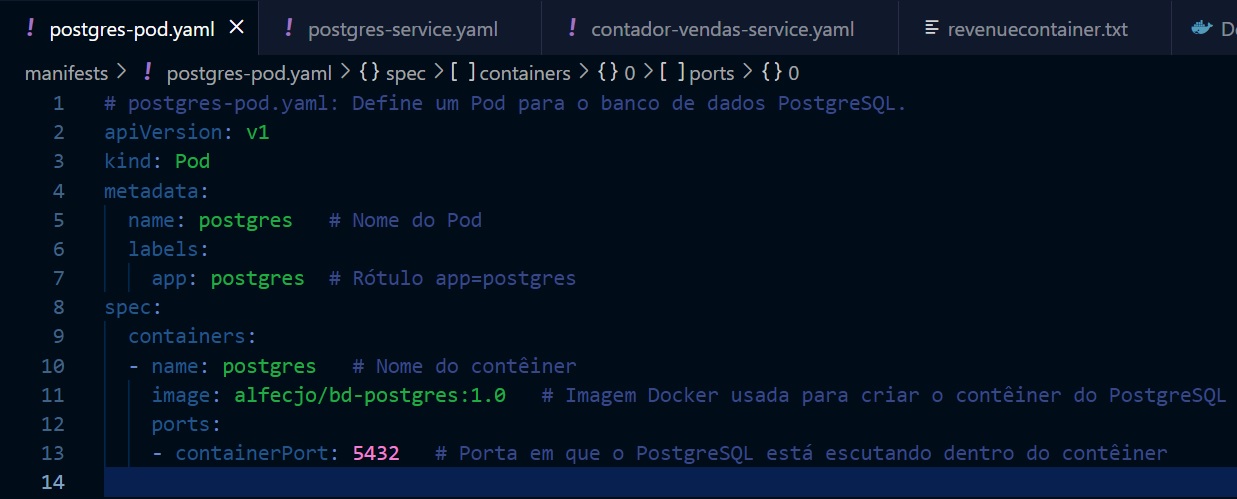 postgres-pod.yaml postgres-service.yaml contador-vendas-service.yaml revenuecontainer.txt
manifests > postgres-pod.yaml > {} spec > [ ] containers > {} 0 > [ ] ports > {} 0
1 # postgres-pod.yaml: Define um Pod para o banco de dados PostgreSQL.
2 apiVersion: v1
3 kind: Pod
4 metadata:
5 name: postgres # Nome do Pod
6 labels:
7 app: postgres # Rótulo app=postgres
8 spec:
9 containers:
10 - name: postgres # Nome do contêiner
11 image: alfecjo/bd-postgres:1.0 # Imagem Docker usada para criar o contêiner do PostgreSQL
12 ports:
13 - containerPort: 5432 # Porta em que o PostgreSQL está escutando dentro do contêiner
14